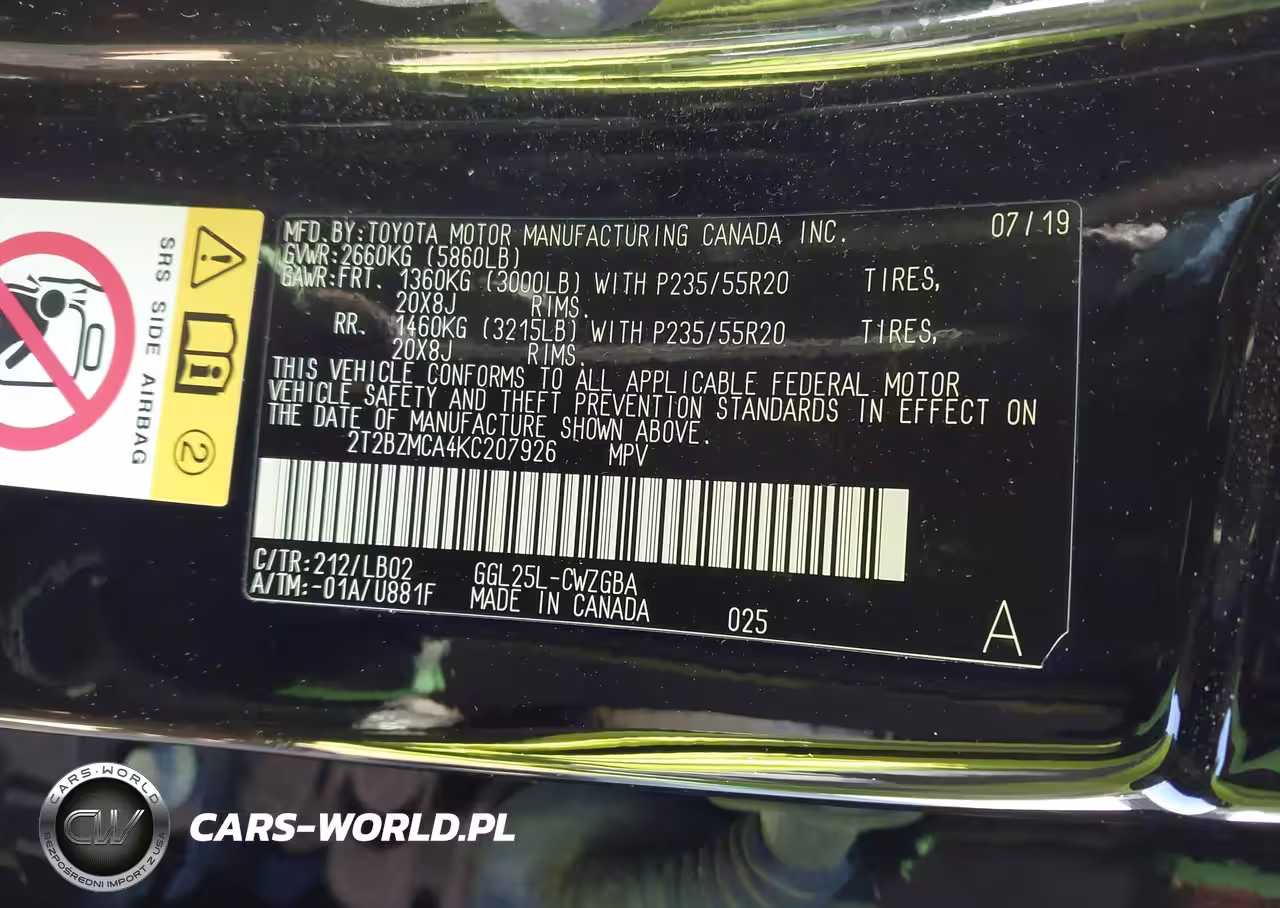 MFD.BY:TOYOTA MOTOR MANUFACTURING CANADA INC. 07/19
GVWR:2660KG (5860LB)
GAWR:FRT. 1360KG (3000LB) WITH P235/55R20 TIRES,
20X8J RIMS.
RR. 1460KG (3215LB) WITH P235/55R20 TIRES,
20X8J RIMS.
THIS VEHICLE CONFORMS TO ALL APPLICABLE FEDERAL MOTOR
VEHICLE SAFETY AND THEFT PREVENTION STANDARDS IN EFFECT ON
THE DATE OF MANUFACTURE SHOWN ABOVE.
2T2BZMCA4KC207926 MPV
C/TR:212/LB02 GGL25L-CWZGBA
A/TM:-01A/U881F MADE IN CANADA 025 A
SRS SIDE AIRBAG
2
CARS-WORLD
CW
BEZPOŚREDNI IMPORT Z USA
CARS-WORLD.PL